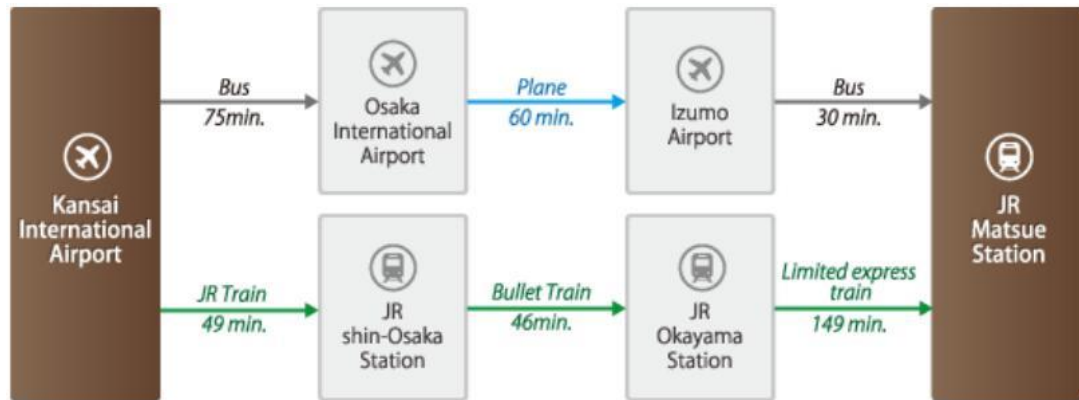 Kansai
International
Airport
Bus
75min.
Osaka
International
Airport
Plane
60 min.
Izumo
Airport
Bus
30 min.
JR Train
49 min.
JR
shin-Osaka
Station
Bullet Train
46min.
JR
Okayama
Station
Limited express
train
149 min.
JR
Matsue
Station